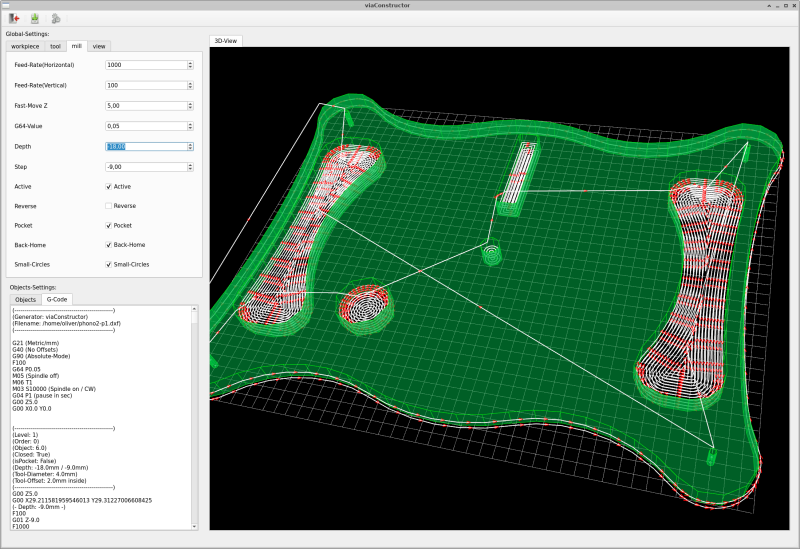 viaConstructor
Global-Settings:
workpiece tool mill view
Feed-Rate(Horizontal) 1000
Feed-Rate(Vertical) 100
Fast-Move Z 5,00
G64-Value 0,05
Depth -18,00
Step -9,00
Active Active
Reverse Reverse
Pocket Pocket
Back-Home Back-Home
Small-Circles Small-Circles
Objects-Settings:
Objects G-Code
(--------------------------------------------------)
(Generator: viaConstructor)
(Filename: /home/oliver/phono2-p1.dxf)
(--------------------------------------------------)
G21 (Metric/mm)
G40 (No Offsets)
G90 (Absolute-Mode)
F100
G64 P0.05
M05 (Spindle off)
M06 T1
M03 S10000 (Spindle on / CW)
G04 P1 (pause in sec)
G00 Z5.0
G00 X0.0 Y0.0
(--------------------------------------------------)
(Level: 1)
(Order: 0)
(Object: 6.0)
(Closed: True)
(isPocket: False)
(Depth: -18.0mm / -9.0mm)
(Tool-Diameter: 4.0mm)
(Tool-Offset: 2.0mm inside)
(--------------------------------------------------)
G00 Z5.0
G00 X29.211581959546013 Y29.31227006608425
(- Depth: -9.0mm -)
F100
G01 Z-9.0
F1000
3D-View